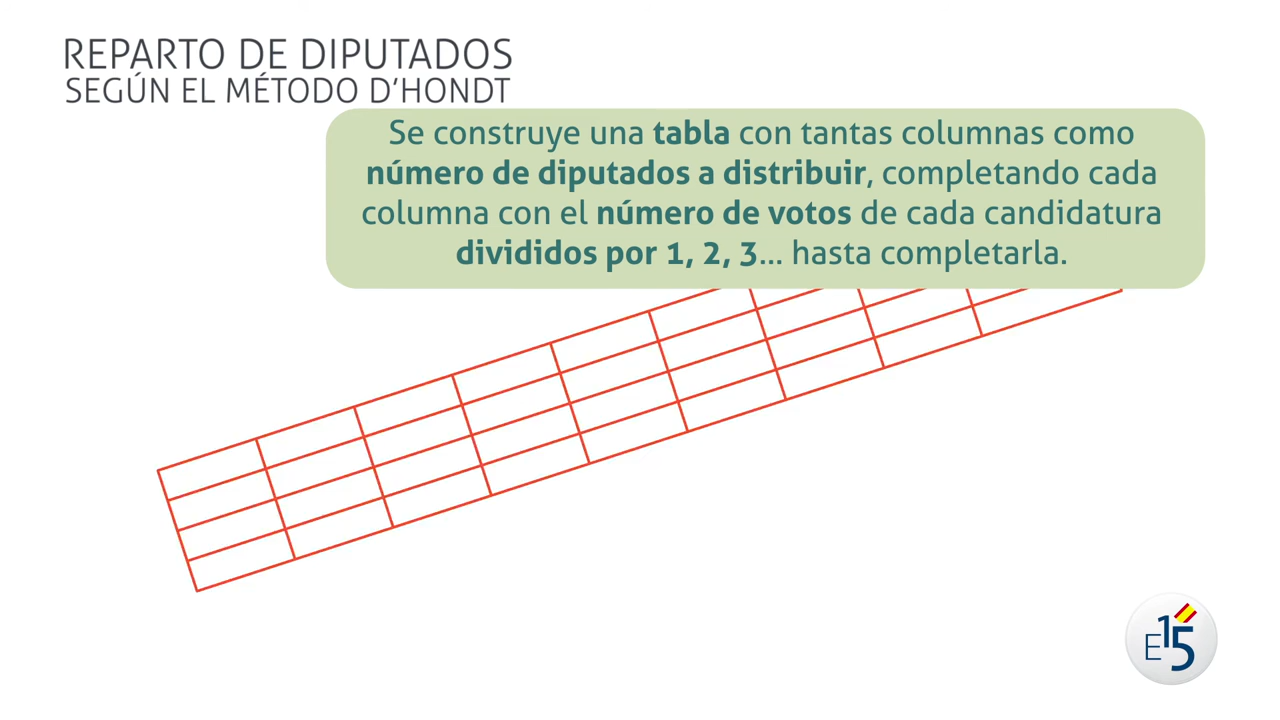 REPARTO DE DIPUTADOS
SEGÚN EL MÉTODO D'HONDT
Se construye una tabla con tantas columnas como
número de diputados a distribuir, completando cada
columna con el número de votos de cada candidatura
divididos por 1, 2, 3... hasta completarla.
E15